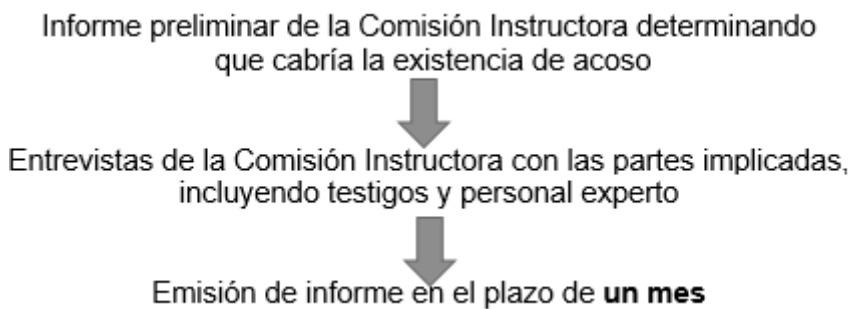 Informe preliminar de la Comisión Instructora determinando
que cabría la existencia de acoso
Entrevistas de la Comisión Instructora con las partes implicadas,
incluyendo testigos y personal experto
Emisión de informe en el plazo de un mes